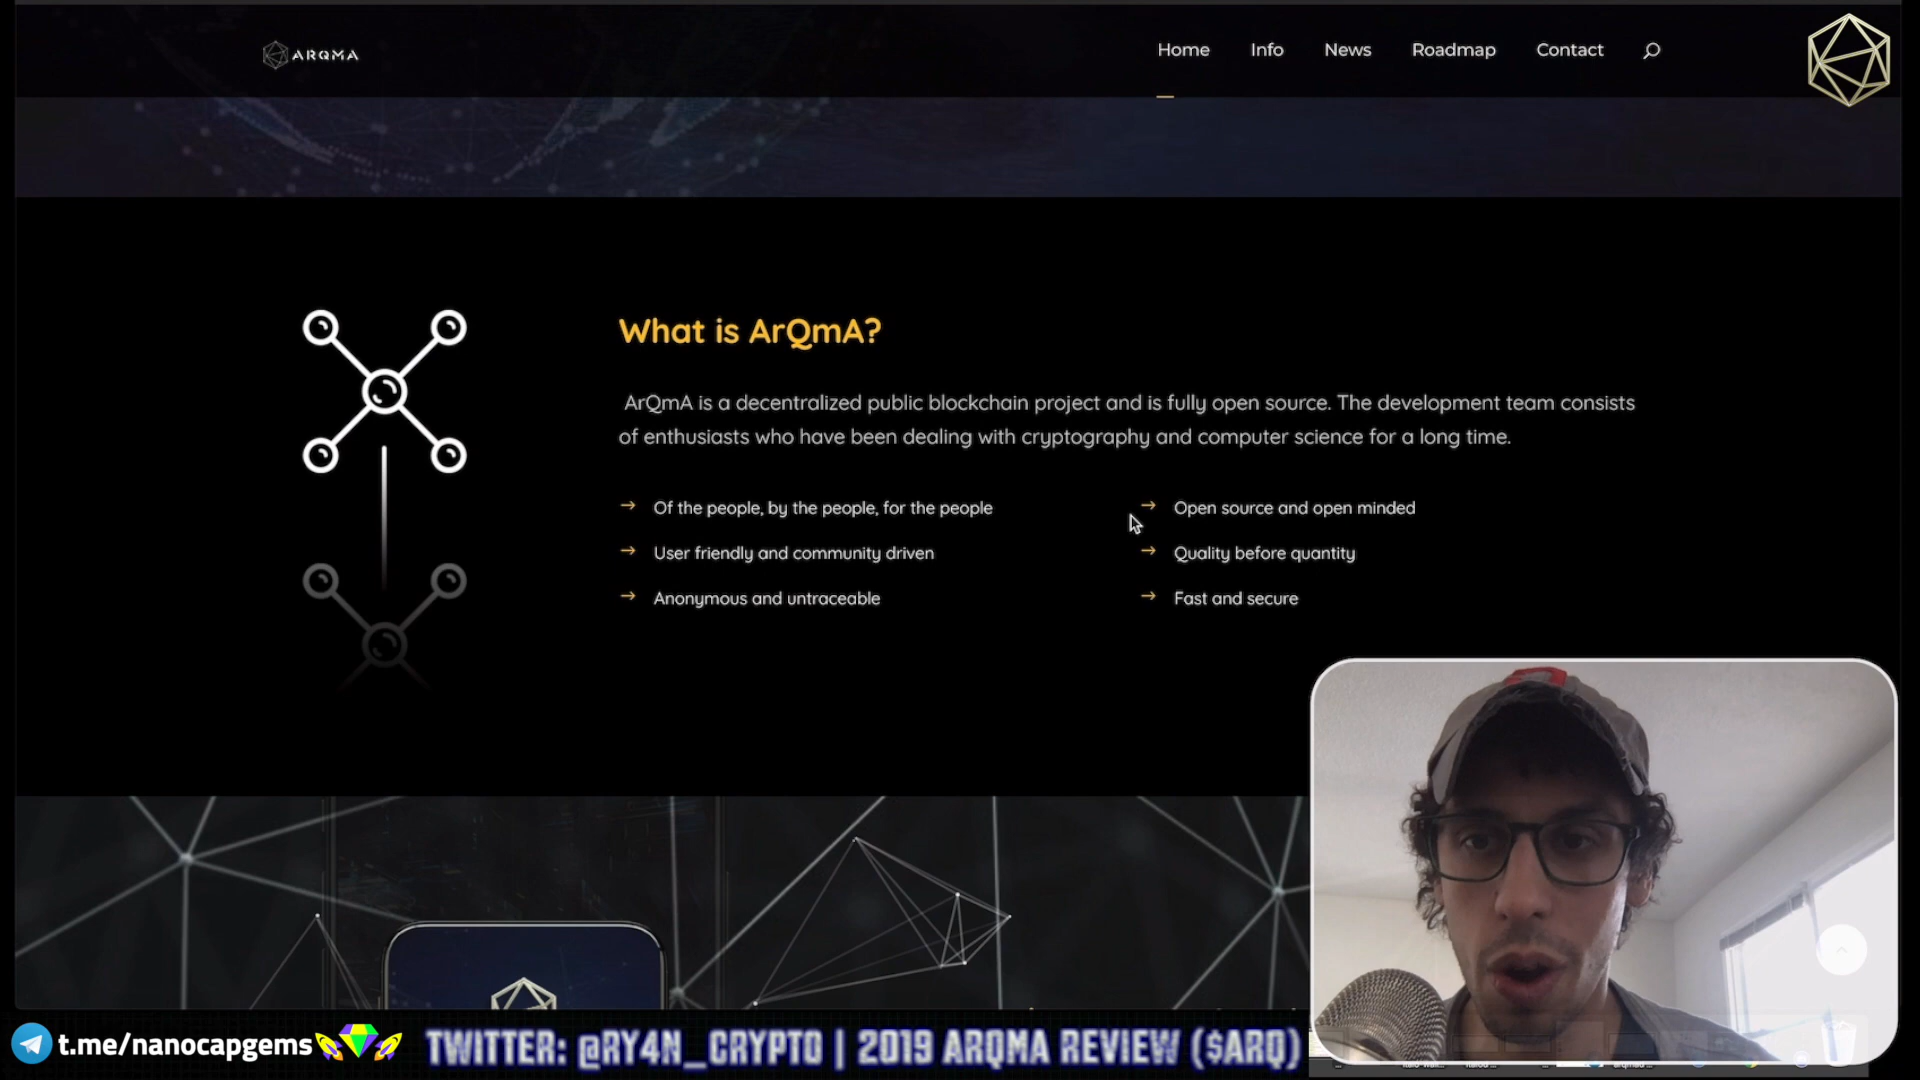 ARQMA
Home Info News Roadmap Contact
What is ArQmA?
ArQmA is a decentralized public blockchain project and is fully open source. The development team consists
of enthusiasts who have been dealing with cryptography and computer science for a long time.
→ Of the people, by the people, for the people
→ User friendly and community driven
→ Anonymous and untraceable
→ Open source and open minded
→ Quality before quantity
→ Fast and secure
t.me/nanocapgems
TWITTER: @RY4N_CRYPTO | 2019 ARQMA REVIEW ($ARQ)